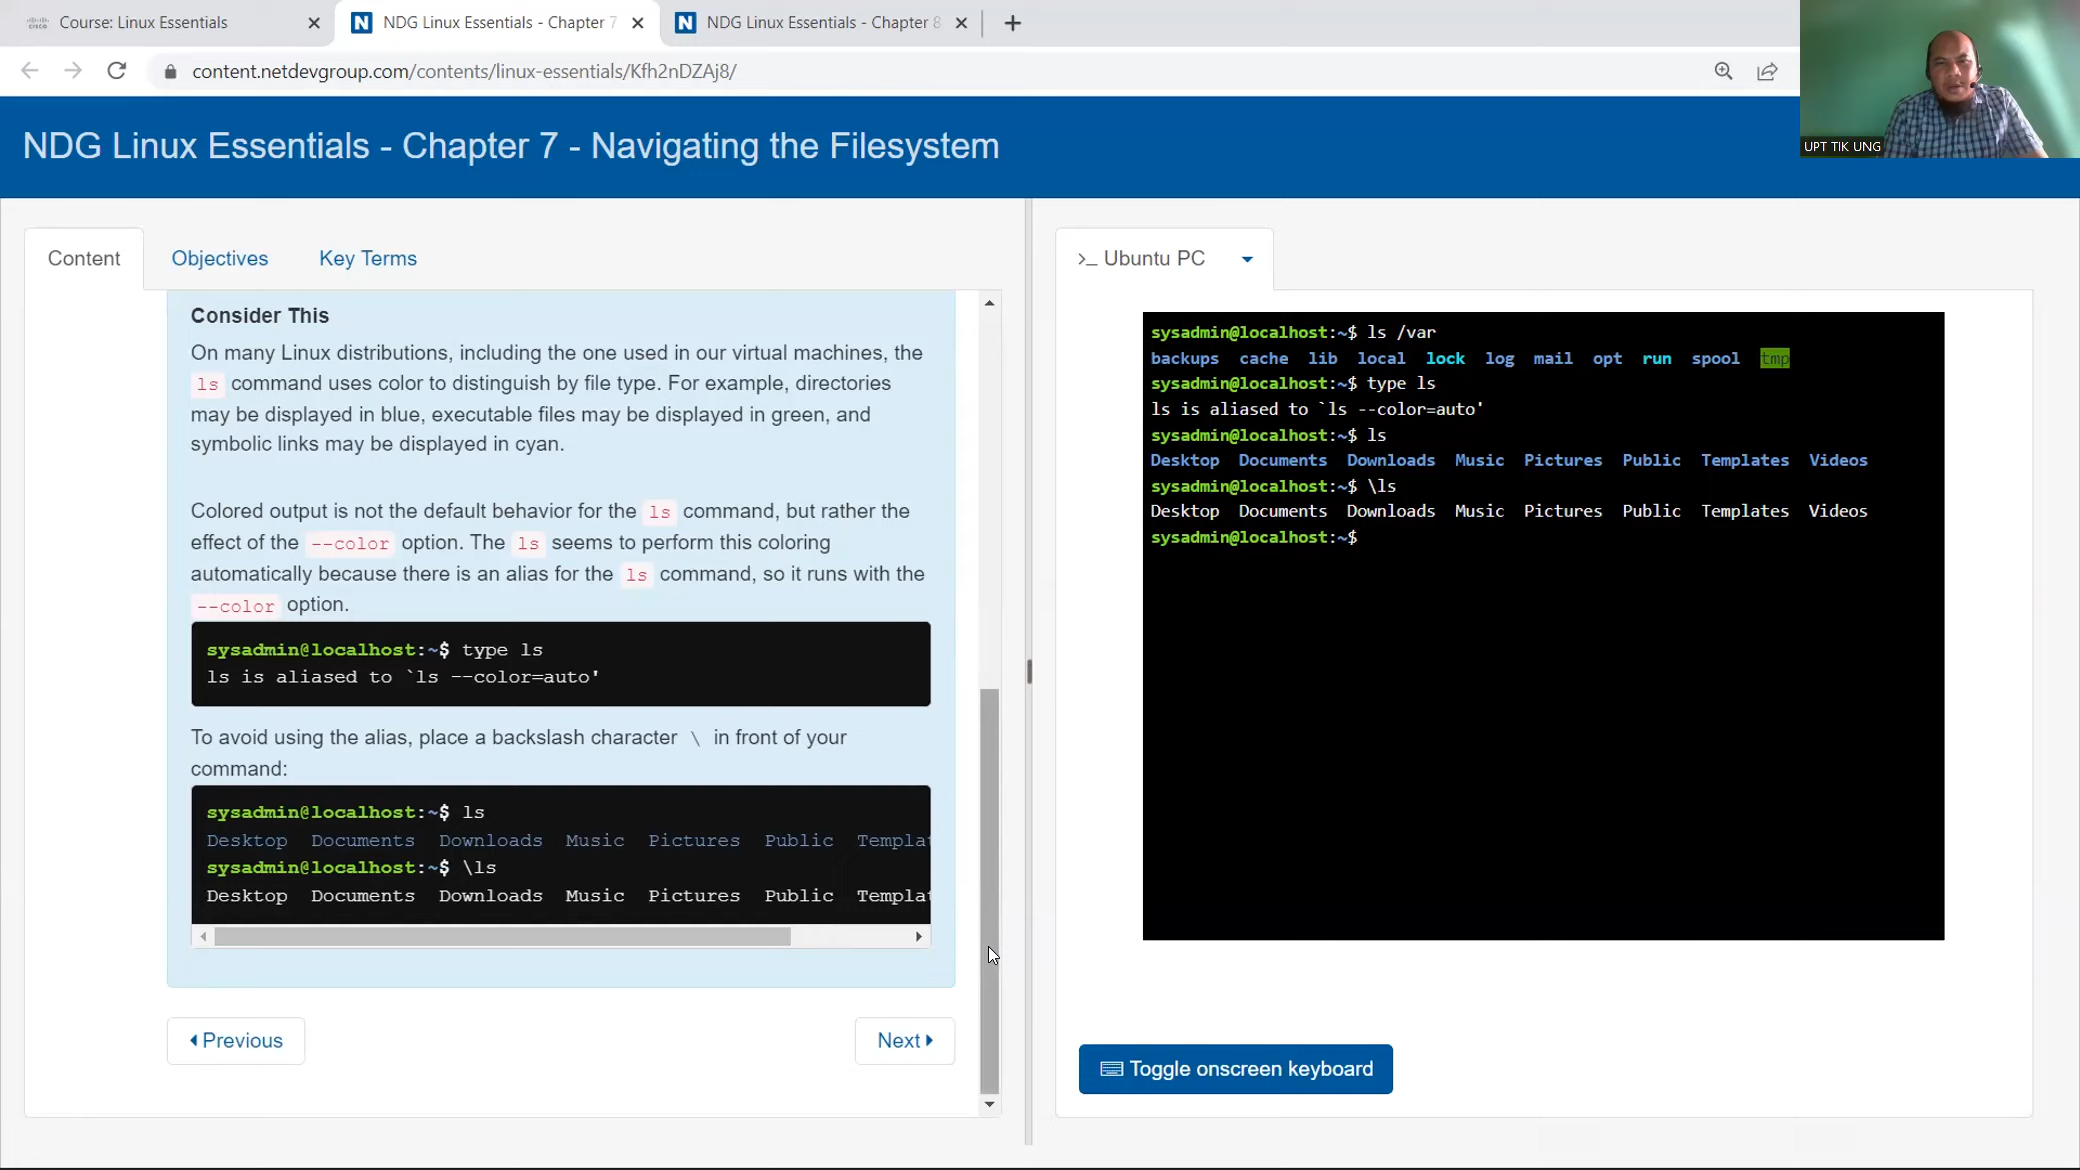 Course: Linux Essentials
NDG Linux Essentials - Chapter 7
NDG Linux Essentials - Chapter 8
content.netdevgroup.com/contents/linux-essentials/Kfh2nDZAj8/
UPT TIK UNG
NDG Linux Essentials - Chapter 7 - Navigating the Filesystem
Content Objectives Key Terms
Consider This
On many Linux distributions, including the one used in our virtual machines, the
ls command uses color to distinguish by file type. For example, directories
may be displayed in blue, executable files may be displayed in green, and
symbolic links may be displayed in cyan.
Colored output is not the default behavior for the ls command, but rather the
effect of the --color option. The ls seems to perform this coloring
automatically because there is an alias for the ls command, so it runs with the
--color option.
sysadmin@localhost:~$ type ls
ls is aliased to `ls --color=auto'
To avoid using the alias, place a backslash character \ in front of your
command:
sysadmin@localhost:~$ ls
Desktop Documents Downloads Music Pictures Public Templat
sysadmin@localhost:~$ \ls
Desktop Documents Downloads Music Pictures Public Templat
Previous
Next
>_ Ubuntu PC
sysadmin@localhost:~$ ls /var
backups cache lib local lock log mail opt run spool tmp
sysadmin@localhost:~$ type ls
ls is aliased to `ls --color=auto'
sysadmin@localhost:~$ ls
Desktop Documents Downloads Music Pictures Public Templates Videos
sysadmin@localhost:~$ \ls
Desktop Documents Downloads Music Pictures Public Templates Videos
sysadmin@localhost:~$
Toggle onscreen keyboard